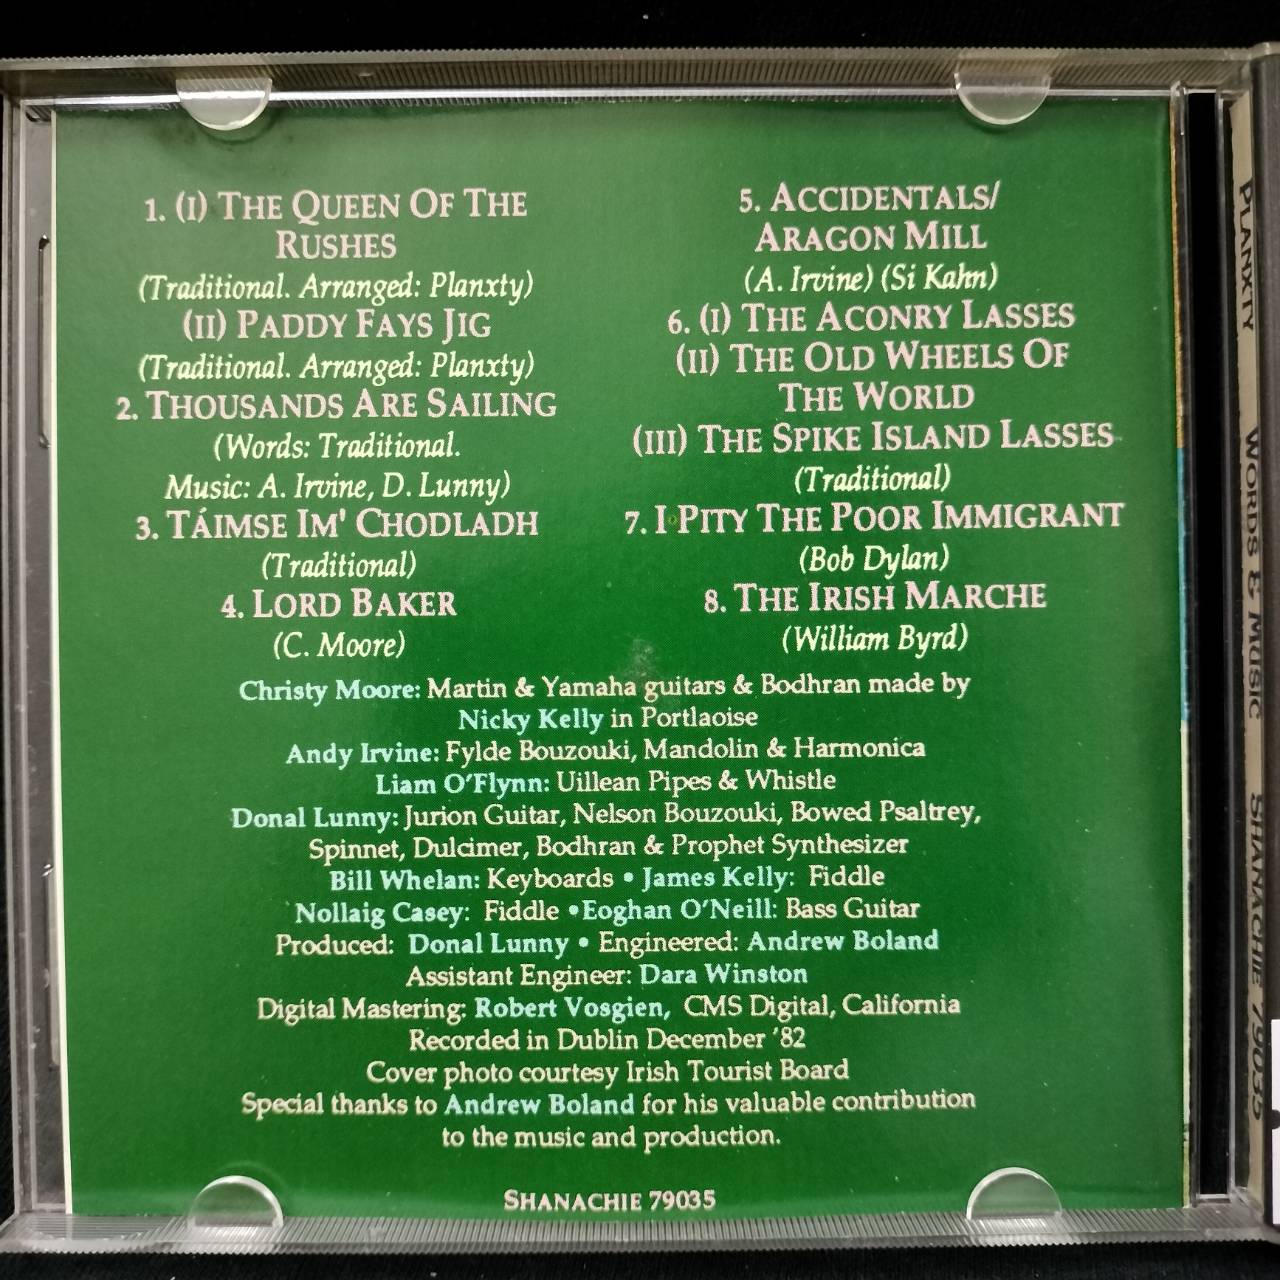 1. (I) THE QUEEN OF THE
RUSHES
(Traditional. Arranged: Planxty)
(II) PADDY FAYS JIG
(Traditional. Arranged: Planxty)
2. THOUSANDS ARE SAILING
(Words: Traditional.
Music: A. Irvine, D. Lunny)
3. TÁIMSE IM' CHODLADH
(Traditional)
4. LORD BAKER
(C. Moore)
5. ACCIDENTALS/
ARAGON MILL
(A. Irvine) (Si Kahn)
6. (I) THE ACONRY LASSES
(II) THE OLD WHEELS OF
THE WORLD
(III) THE SPIKE ISLAND LASSES
(Traditional)
7. I PITY THE POOR IMMIGRANT
(Bob Dylan)
8. THE IRISH MARCHE
(William Byrd)
Christy Moore: Martin & Yamaha guitars & Bodhran made by
Nicky Kelly in Portlaoise
Andy Irvine: Fylde Bouzouki, Mandolin & Harmonica
Liam O'Flynn: Uillean Pipes & Whistle
Donal Lunny: Jurion Guitar, Nelson Bouzouki, Bowed Psaltrey,
Spinnet, Dulcimer, Bodhran & Prophet Synthesizer
Bill Whelan: Keyboards • James Kelly: Fiddle
Nollaig Casey: Fiddle • Eoghan O'Neill: Bass Guitar
Produced: Donal Lunny • Engineered: Andrew Boland
Assistant Engineer: Dara Winston
Digital Mastering: Robert Vosgien, CMS Digital, California
Recorded in Dublin December '82
Cover photo courtesy Irish Tourist Board
Special thanks to Andrew Boland for his valuable contribution
to the music and production.
SHANACHIE 79035
PLANXTY WORDS & MUSIC SHANACHIE 79035